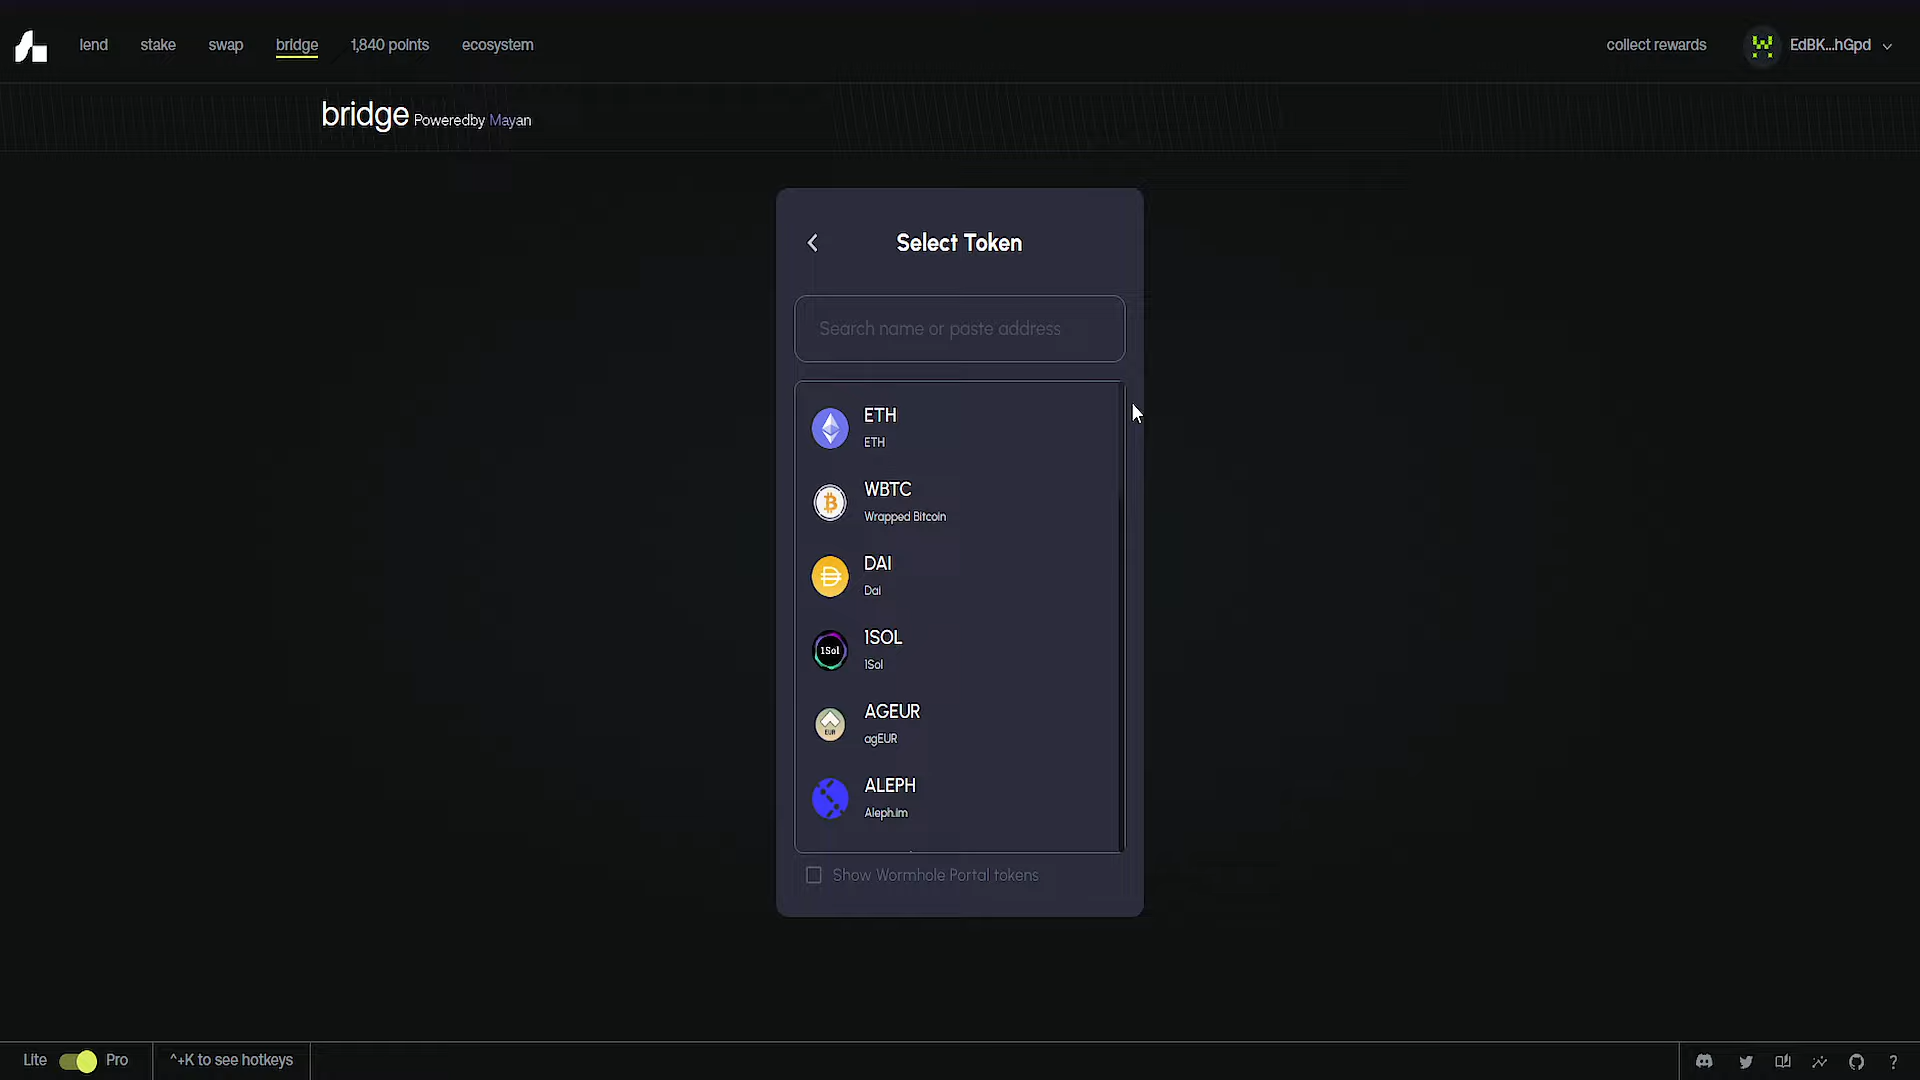 lend stake swap bridge 1,840 points ecosystem collect rewards EdBK...hGpd
bridge Poweredby Mayan
Select Token
Search name or paste address
ETH
ETH
WBTC
Wrapped Bitcoin
DAI
Dai
1SOL
1Sol
1Sol
AGEUR
agEUR
EUR
ALEPH
Aleph.im
Show Wormhole Portal tokens
Lite Pro ^+K to see hotkeys ?